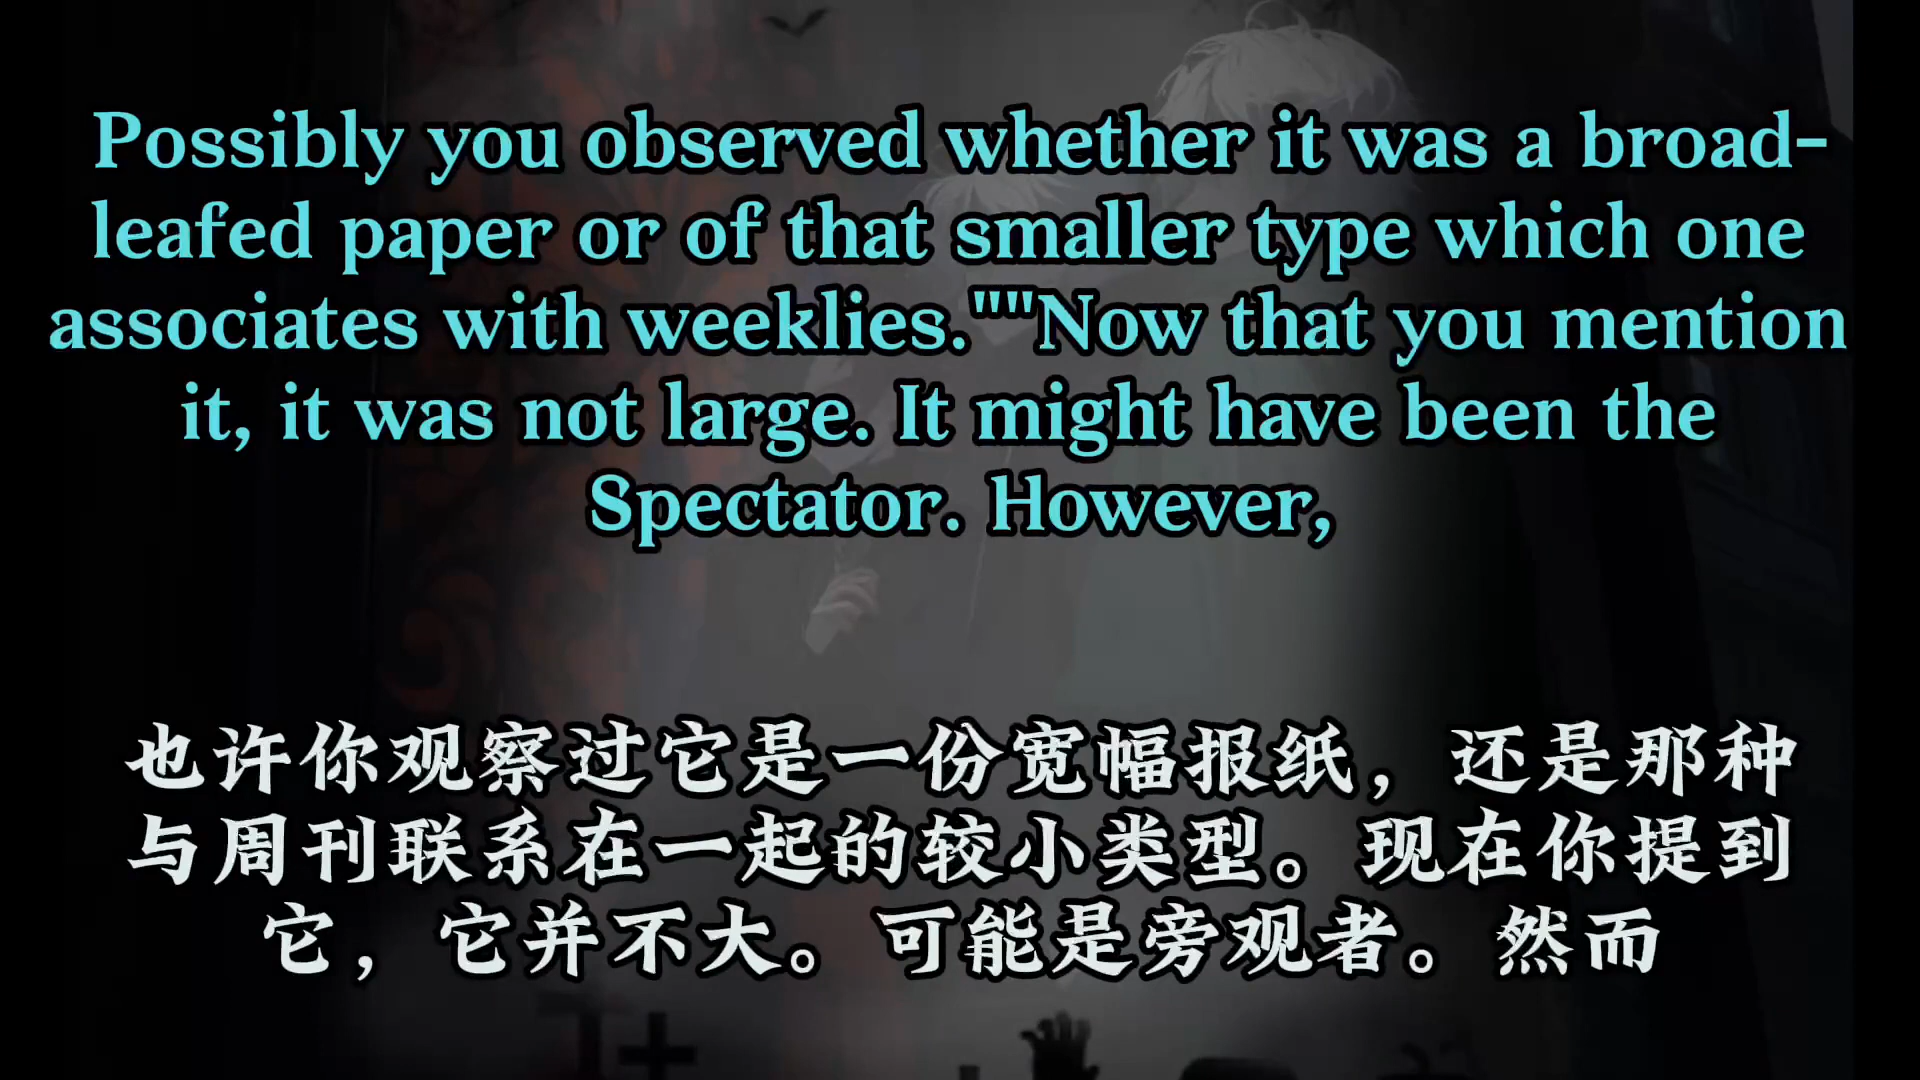 Possibly you observed whether it was a broad-
leafed paper or of that smaller type which one
associates with weeklies.""Now that you mention
it, it was not large. It might have been the
Spectator. However,
也许你观察过它是一份宽幅报纸，还是那种
与周刊联系在一起的较小类型。现在你提到
它，它并不大。可能是旁观者。然而